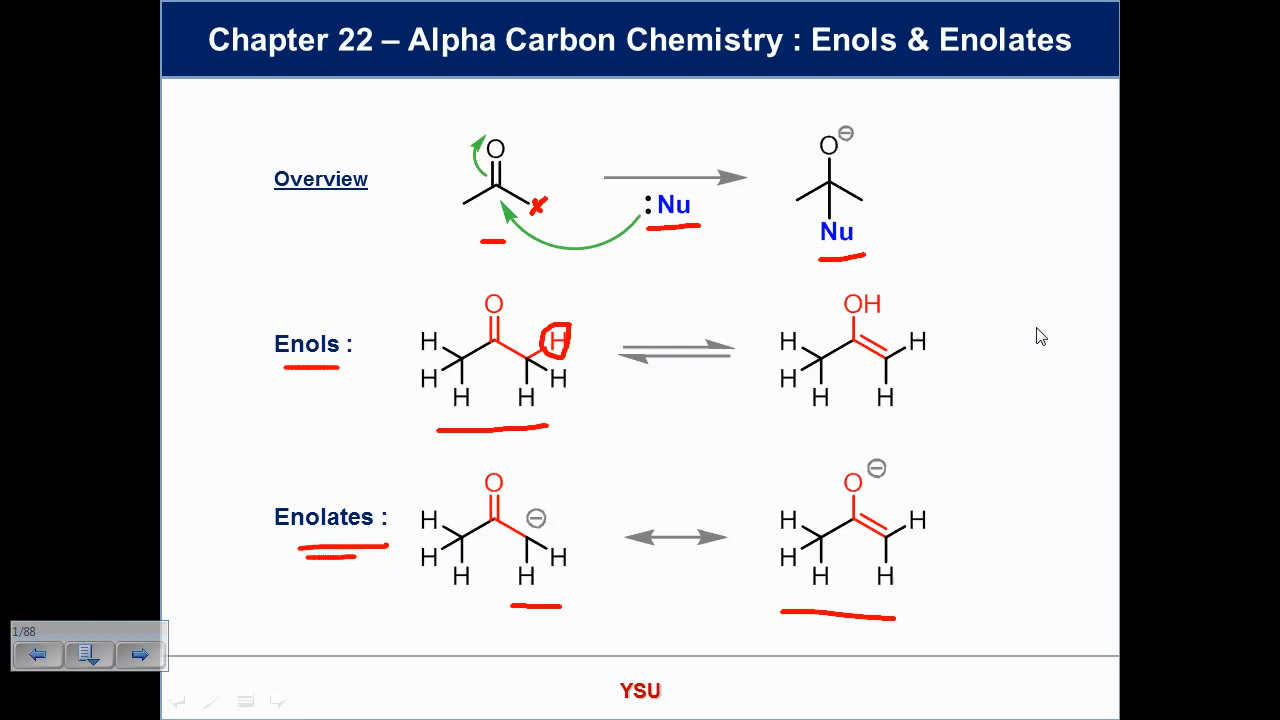 Chapter 22 – Alpha Carbon Chemistry : Enols & Enolates
Overview
O
:Nu
O ⊖
Nu
Enols :
O
H H
H H
H H
OH
H H
H
H H
Enolates :
O
H ⊖
H H
H H
O ⊖
H H
H
H H
1/88
YSU